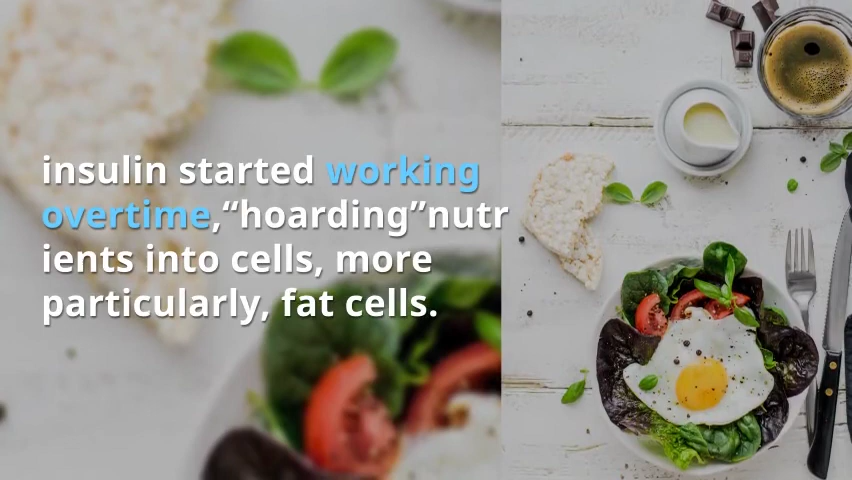 insulin started working
overtime,“hoarding”nutr
ients into cells, more
particularly, fat cells.